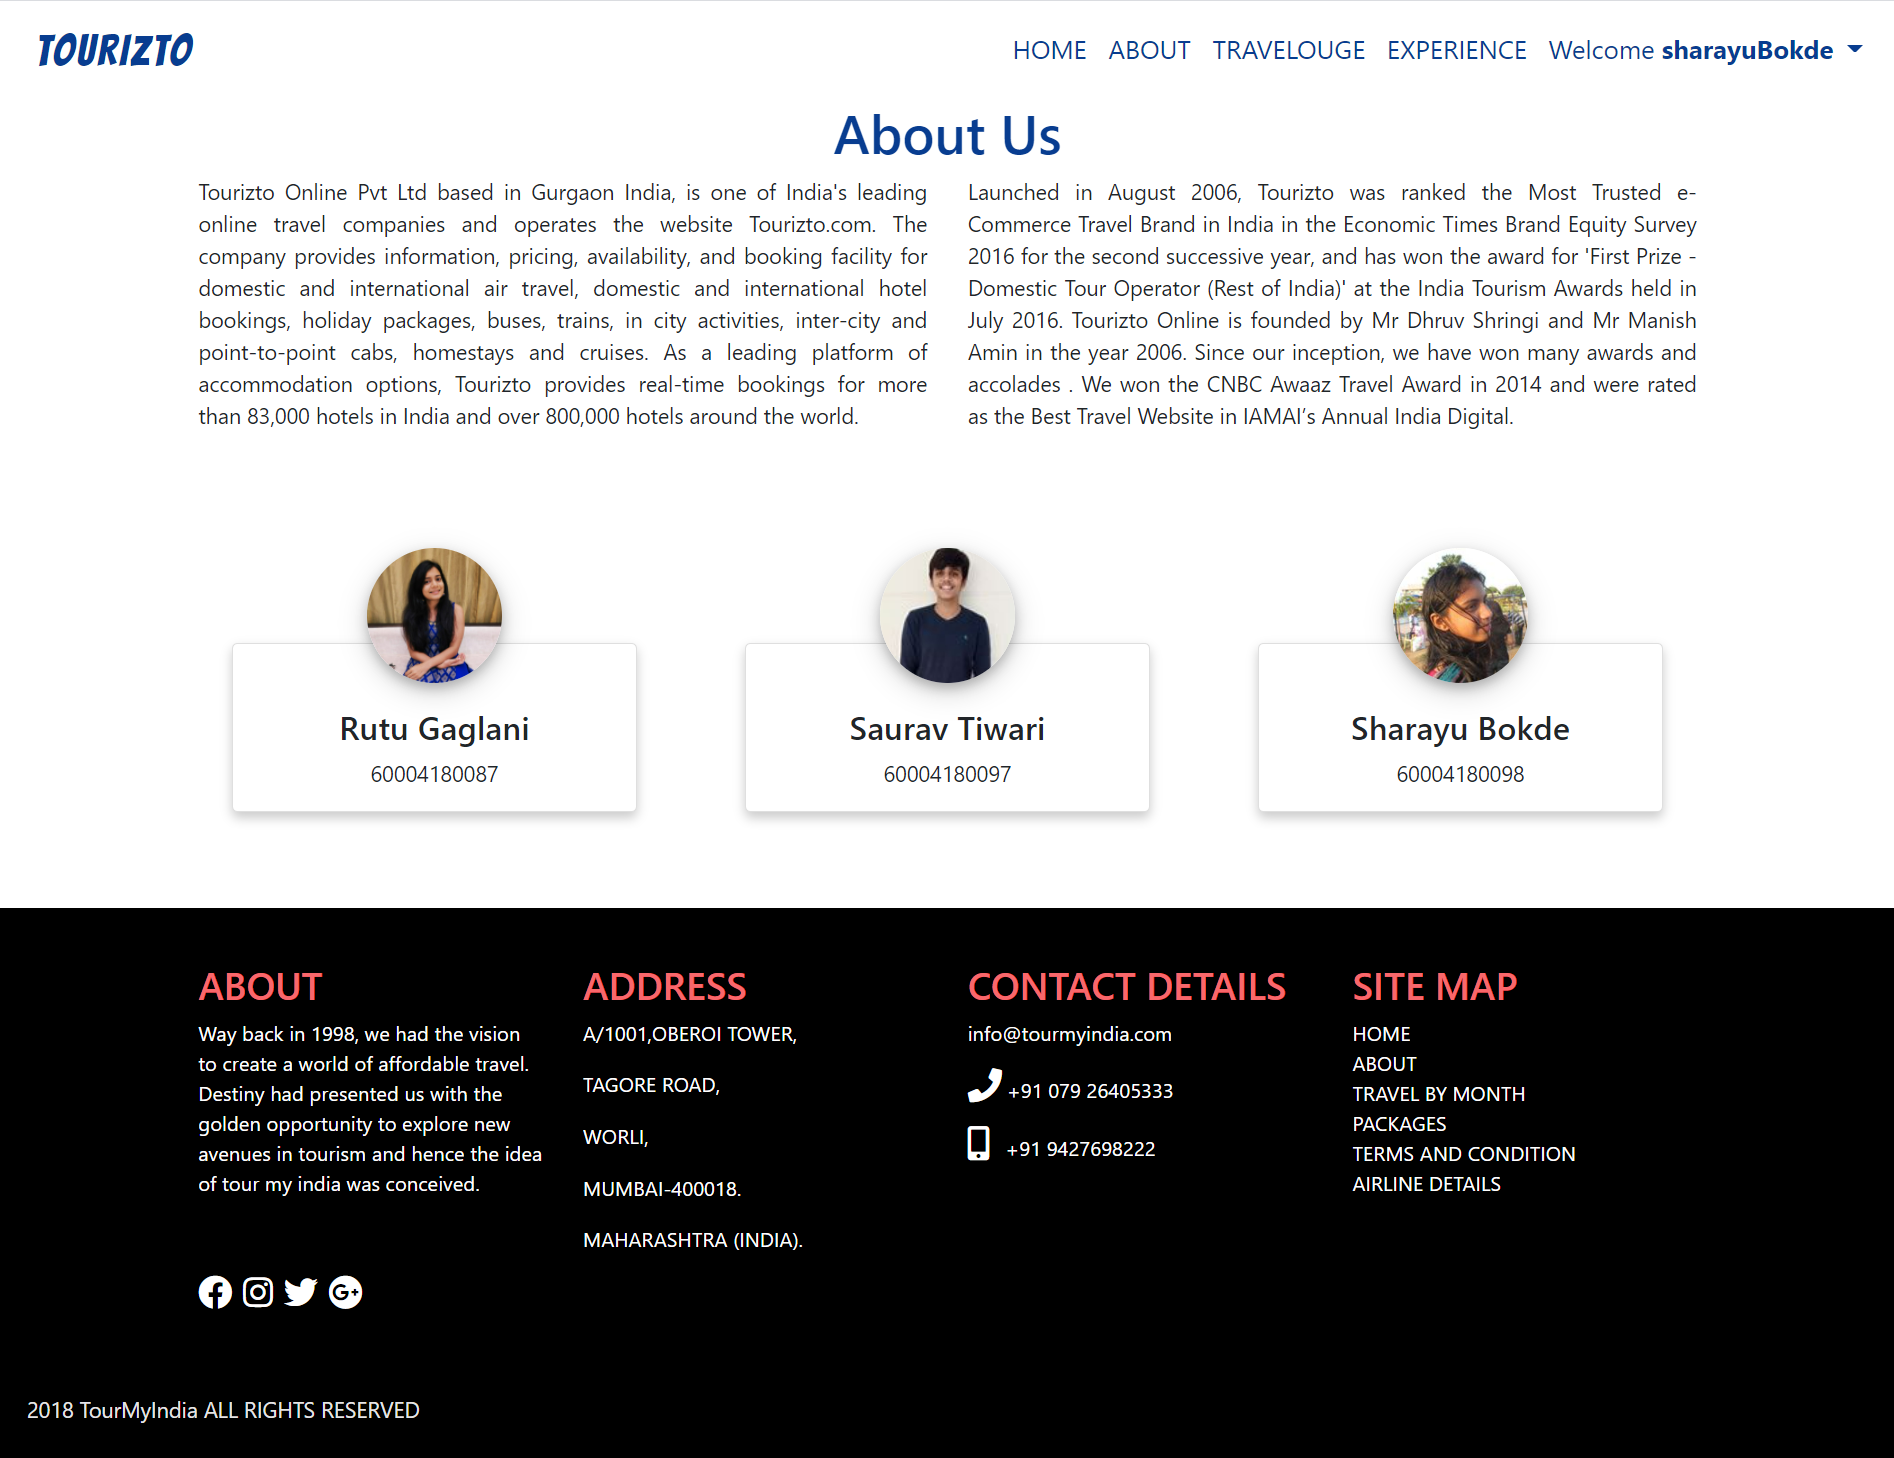 TOURIZTO
HOME ABOUT TRAVELOUGE EXPERIENCE Welcome sharayuBokde
About Us
Tourizto Online Pvt Ltd based in Gurgaon India, is one of India's leading
online travel companies and operates the website Tourizto.com. The
company provides information, pricing, availability, and booking facility for
domestic and international air travel, domestic and international hotel
bookings, holiday packages, buses, trains, in city activities, inter-city and
point-to-point cabs, homestays and cruises. As a leading platform of
accommodation options, Tourizto provides real-time bookings for more
than 83,000 hotels in India and over 800,000 hotels around the world.
Launched in August 2006, Tourizto was ranked the Most Trusted e-
Commerce Travel Brand in India in the Economic Times Brand Equity Survey
2016 for the second successive year, and has won the award for 'First Prize -
Domestic Tour Operator (Rest of India)' at the India Tourism Awards held in
July 2016. Tourizto Online is founded by Mr Dhruv Shringi and Mr Manish
Amin in the year 2006. Since our inception, we have won many awards and
accolades . We won the CNBC Awaaz Travel Award in 2014 and were rated
as the Best Travel Website in IAMAI’s Annual India Digital.
Rutu Gaglani
60004180087
Saurav Tiwari
60004180097
Sharayu Bokde
60004180098
ABOUT
Way back in 1998, we had the vision
to create a world of affordable travel.
Destiny had presented us with the
golden opportunity to explore new
avenues in tourism and hence the idea
of tour my india was conceived.
ADDRESS
A/1001,OBEROI TOWER,
TAGORE ROAD,
WORLI,
MUMBAI-400018.
MAHARASHTRA (INDIA).
CONTACT DETAILS
info@tourmyindia.com
+91 079 26405333
+91 9427698222
SITE MAP
HOME
ABOUT
TRAVEL BY MONTH
PACKAGES
TERMS AND CONDITION
AIRLINE DETAILS
2018 TourMyIndia ALL RIGHTS RESERVED